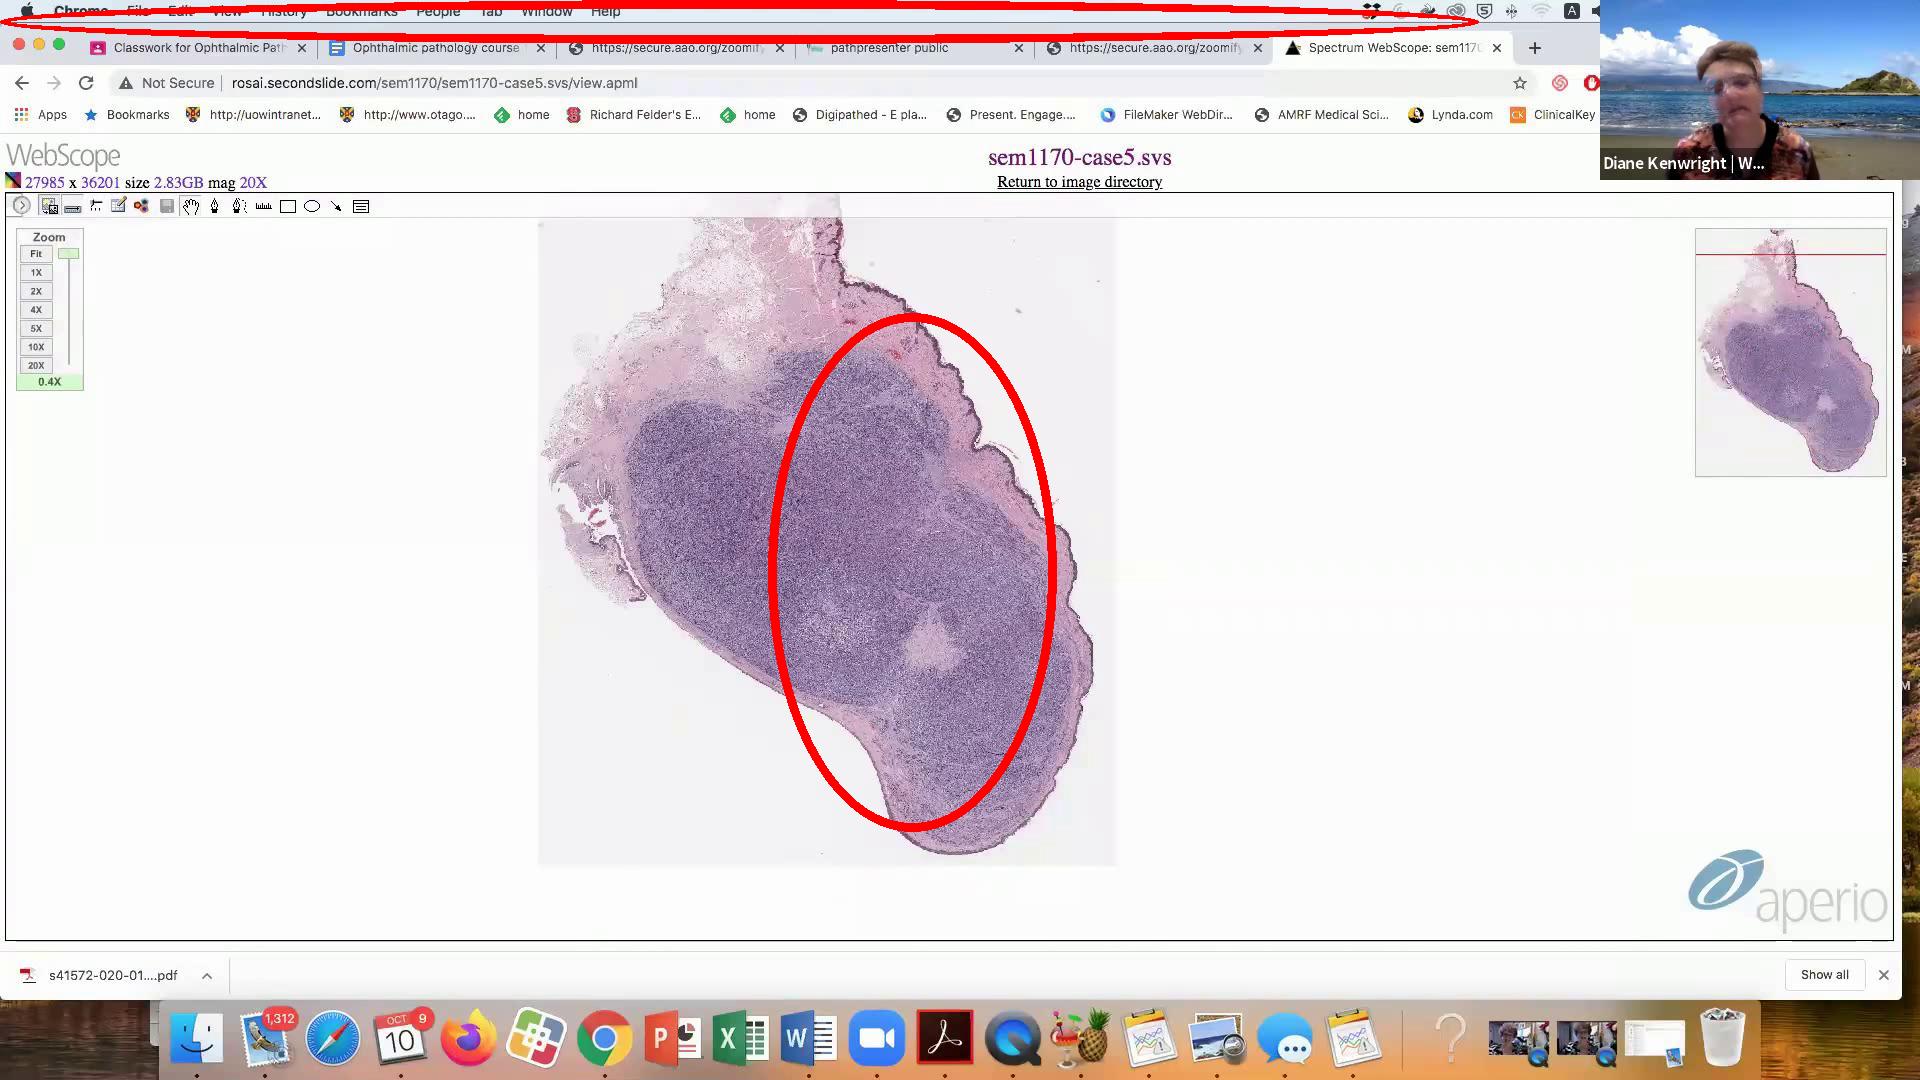 Chrome File Edit View History Bookmarks People Tab Window Help
Classwork for Ophthalmic Path
Ophthalmic pathology course
https://secure.aao.org/zoomify
pathpresenter public
https://secure.aao.org/zoomify
Spectrum WebScope: sem1170
Not Secure rosai.secondslide.com/sem1170/sem1170-case5.svs/view.apml
Apps Bookmarks http://uowintranet... http://www.otago.... home Richard Felder's E... home Digipathed - E pla... Present. Engage.... FileMaker WebDir... AMRF Medical Sci... Lynda.com CK ClinicalKey
Diane Kenwright | W...
WebScope
sem1170-case5.svs
27985 x 36201 size 2.83GB mag 20X
Return to image directory
Zoom
Fit
1X
2X
4X
5X
10X
20X
0.4X
aperio
s41572-020-01....pdf
Show all
1,312
OCT 9
10